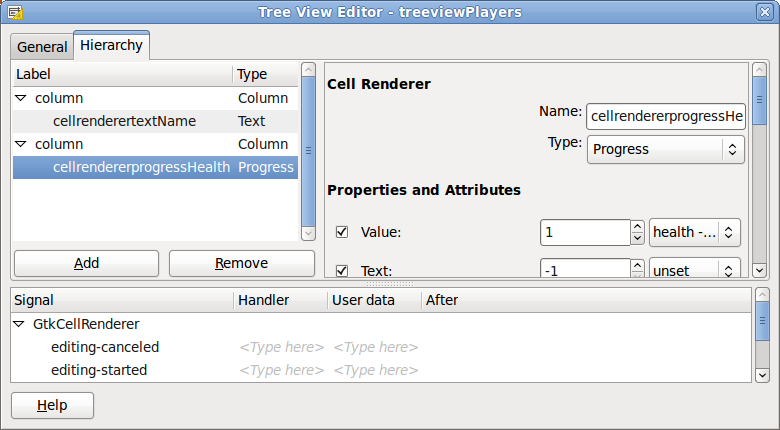 Tree View Editor - treeviewPlayers
General Hierarchy
Label Type
column Column
cellrenderertextName Text
column Column
cellrendererprogressHealth Progress
Add Remove
Cell Renderer
Name: cellrendererprogressHe
Type: Progress
Properties and Attributes
Value: 1 health -...
Text: -1 unset
Signal Handler User data After
GtkCellRenderer
editing-canceled <Type here> <Type here>
editing-started <Type here> <Type here>
Help